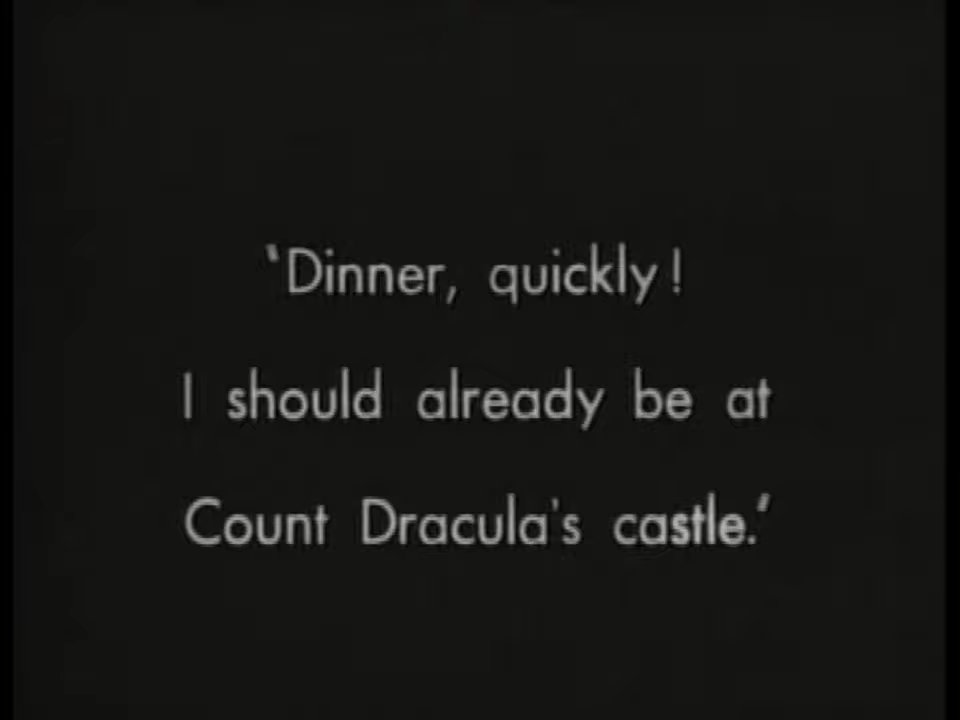 ‘Dinner, quickly!
I should already be at
Count Dracula's castle.’